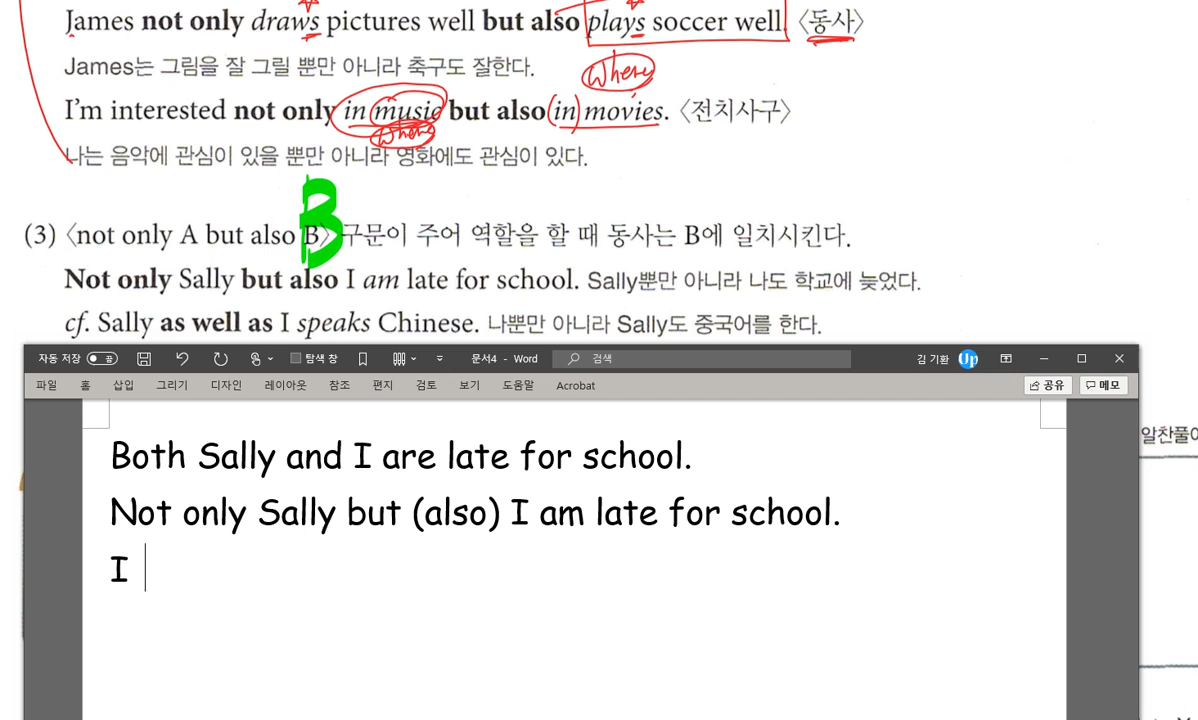 James not only draws pictures well but also plays soccer well. 〈동사〉
James는 그림을 잘 그릴 뿐만 아니라 축구도 잘한다.
where
I'm interested not only in music but also (in) movies. 〈전치사구〉
where
나는 음악에 관심이 있을 뿐만 아니라 영화에도 관심이 있다.
B
(3) 〈not only A but also B〉 구문이 주어 역할을 할 때 동사는 B에 일치시킨다.
Not only Sally but also I am late for school. Sally뿐만 아니라 나도 학교에 늦었다.
cf. Sally as well as I speaks Chinese. 나뿐만 아니라 Sally도 중국어를 한다.
자동 저장 끔 탐색 창 문서4 - Word 검색 김 기환 Up
파일 홈 삽입 그리기 디자인 레이아웃 참조 편지 검토 보기 도움말 Acrobat 공유 메모
알찬풀이
Both Sally and I are late for school.
Not only Sally but (also) I am late for school.
I